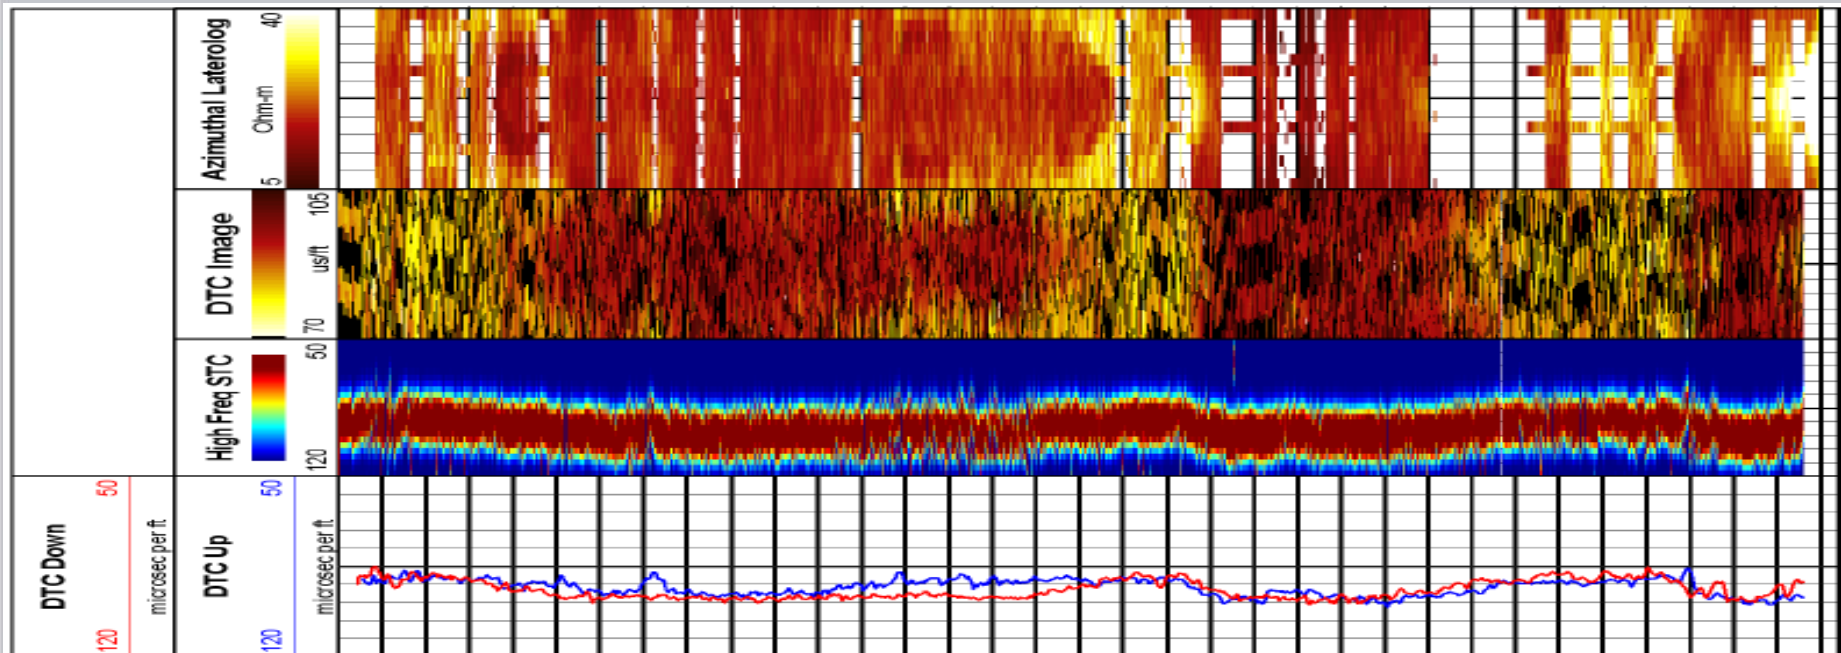 Azimuthal Laterolog
Ohm-m
5
40
DTC Image
us/ft
70
105
High Freq STC
120
50
DTC Down
microsec per ft
120
50
DTC Up
microsec per ft
120
50